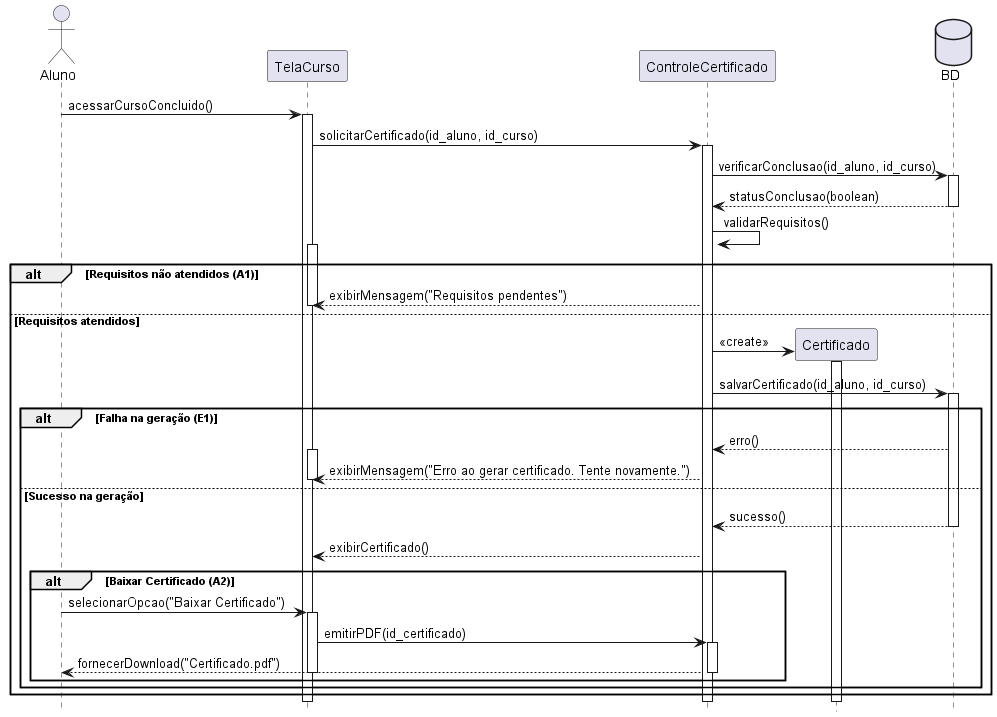 Aluno
TelaCurso
ControleCertificado
BD
acessarCursoConcluido()
solicitarCertificado(id_aluno, id_curso)
verificarConclusao(id_aluno, id_curso)
statusConclusao(boolean)
validarRequisitos()
alt [Requisitos não atendidos (A1)]
exibirMensagem("Requisitos pendentes")
[Requisitos atendidos]
«create»
Certificado
salvarCertificado(id_aluno, id_curso)
alt [Falha na geração (E1)]
erro()
exibirMensagem("Erro ao gerar certificado. Tente novamente.")
[Sucesso na geração]
sucesso()
exibirCertificado()
alt [Baixar Certificado (A2)]
selecionarOpcao("Baixar Certificado")
emitirPDF(id_certificado)
fornecerDownload("Certificado.pdf")